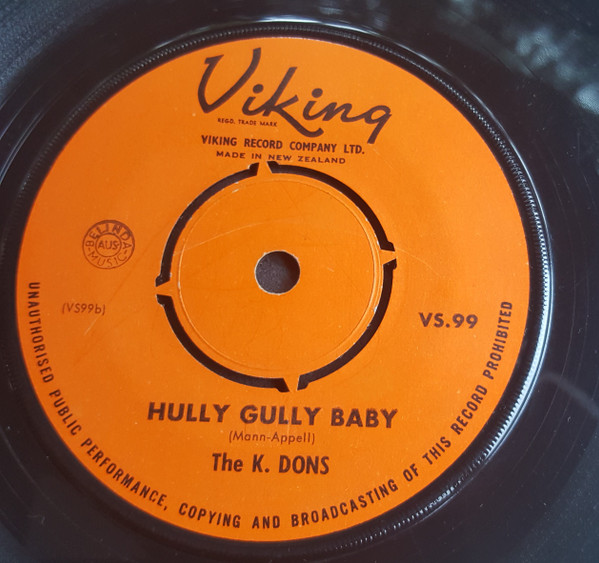 Viking
REGD. TRADE MARK
VIKING RECORD COMPANY LTD.
MADE IN NEW ZEALAND
BELINDA
AUS
MUSIC
(VS99b)
VS.99
HULLY GULLY BABY
(Mann-Appell)
The K. DONS
UNAUTHORISED PUBLIC PERFORMANCE, COPYING AND BROADCASTING OF THIS RECORD PROHIBITED